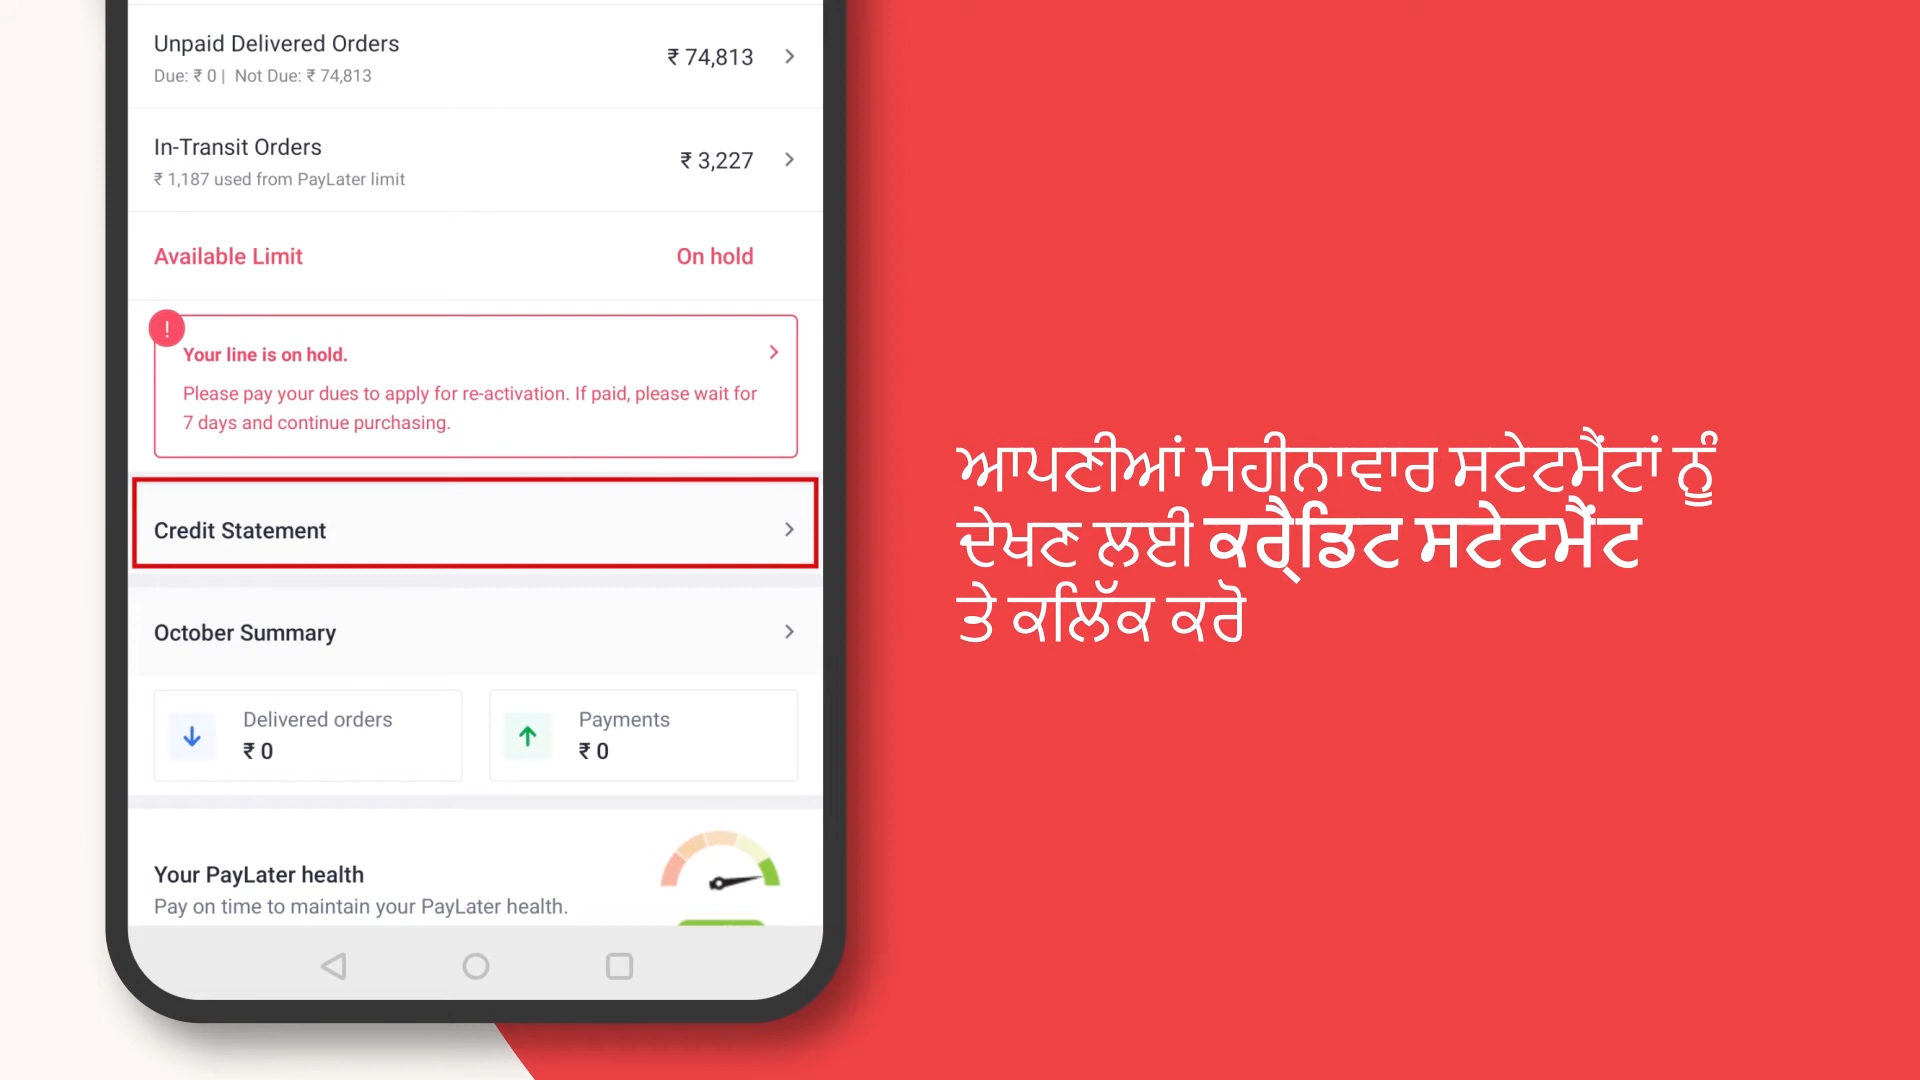 Unpaid Delivered Orders
₹ 74,813
Due: ₹ 0 | Not Due: ₹ 74,813
In-Transit Orders
₹ 3,227
₹ 1,187 used from PayLater limit
Available Limit
On hold
!
Your line is on hold.
Please pay your dues to apply for re-activation. If paid, please wait for
7 days and continue purchasing.
Credit Statement
October Summary
Delivered orders
₹ 0
Payments
₹ 0
Your PayLater health
Pay on time to maintain your PayLater health.
ਆਪਣੀਆਂ ਮਹੀਨਾਵਾਰ ਸਟੇਟਮੈਂਟਾਂ ਨੂੰ
ਦੇਖਣ ਲਈ ਕਰ੍ਰੈਡਿਟ ਸਟੇਟਮੈਂਟ
ਤੇ ਕਲਿੱਕ ਕਰੋ